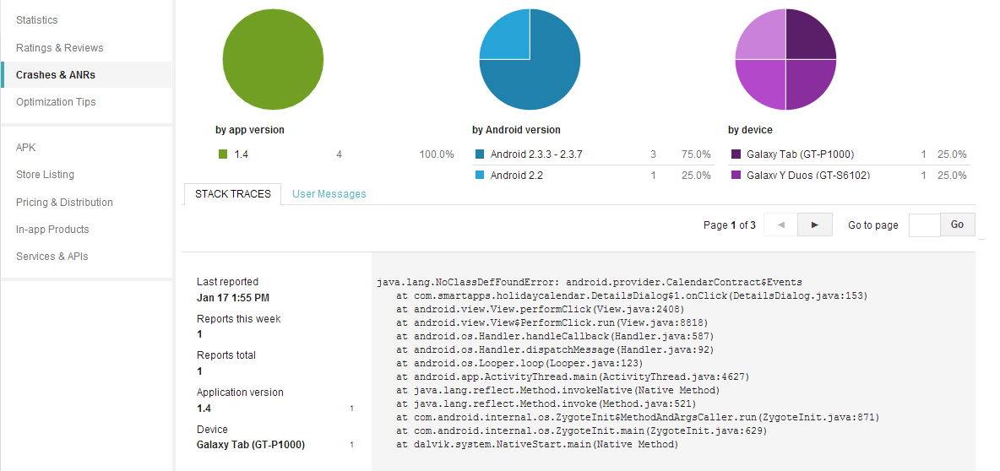 Statistics
Ratings & Reviews
Crashes & ANRs
Optimization Tips
APK
Store Listing
Pricing & Distribution
In-app Products
Services & APIs
by app version
1.4 4 100.0%
by Android version
Android 2.3.3 - 2.3.7 3 75.0%
Android 2.2 1 25.0%
by device
Galaxy Tab (GT-P1000) 1 25.0%
Galaxy Y Duos (GT-S6102) 1 25.0%
STACK TRACES User Messages
Page 1 of 3 Go to page Go
Last reported
Jan 17 1:55 PM
Reports this week
1
Reports total
1
Application version
1.4 1
Device
Galaxy Tab (GT-P1000) 1
java.lang.NoClassDefFoundError: android.provider.CalendarContract$Events
at com.smartapps.holidaycalendar.DetailsDialog$1.onClick(DetailsDialog.java:153)
at android.view.View.performClick(View.java:2408)
at android.view.View$PerformClick.run(View.java:8818)
at android.os.Handler.handleCallback(Handler.java:587)
at android.os.Handler.dispatchMessage(Handler.java:92)
at android.os.Looper.loop(Looper.java:123)
at android.app.ActivityThread.main(ActivityThread.java:4627)
at java.lang.reflect.Method.invokeNative(Native Method)
at java.lang.reflect.Method.invoke(Method.java:521)
at com.android.internal.os.ZygoteInit$MethodAndArgsCaller.run(ZygoteInit.java:871)
at com.android.internal.os.ZygoteInit.main(ZygoteInit.java:629)
at dalvik.system.NativeStart.main(Native Method)